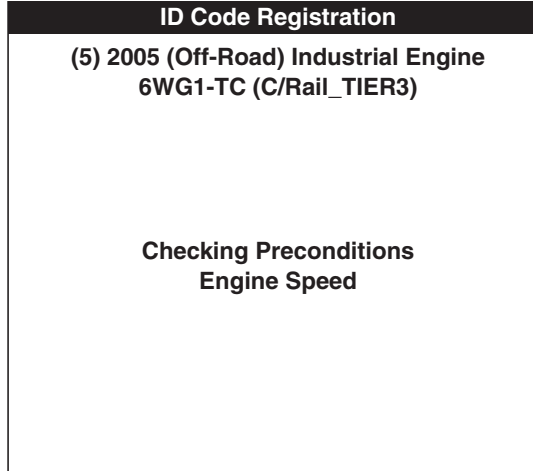 ID Code Registration
(5) 2005 (Off-Road) Industrial Engine
6WG1-TC (C/Rail_TIER3)
Checking Preconditions
Engine Speed